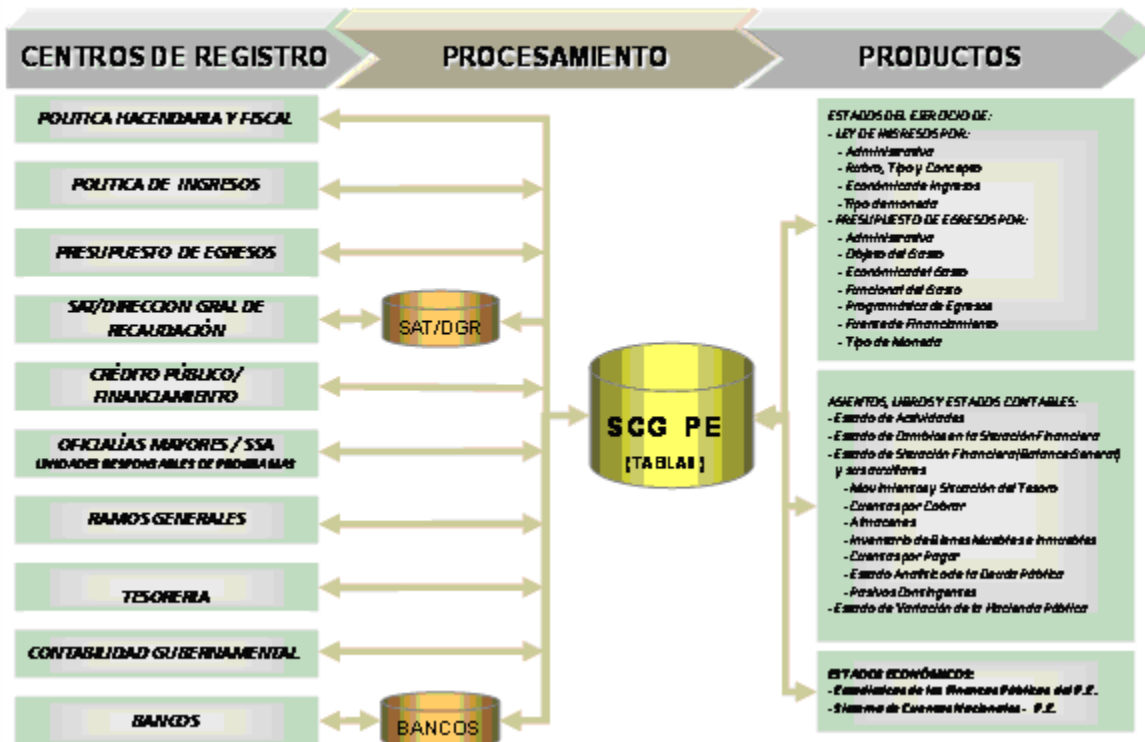 CENTROS DE REGISTRO
PROCESAMIENTO
PRODUCTOS
POLITICA HACENDARIA Y FISCAL
POLITICA DE INGRESOS
PRESUPUESTO DE EGRESOS
SAT/DIRECCION GRAL DE
RECAUDACIÓN
CRÉDITO PÚBLICO/
FINANCIAMIENTO
OFICIALÍAS MAYORES / SSA
UNIDADES RESPONSABLES DE PROGRAMAS
RAMOS GENERALES
TESORERIA
CONTABILIDAD GUBERNAMENTAL
BANCOS
SAT/DGR
BANCOS
SCG PE
(TABLAS)
ESTADOS DEL EJERCICIO DE:
- LEY DE INGRESOS POR:
- Administrativa
- Rubro, Tipo y Concepto
- Económica de Ingresos
- Tipo de moneda
- PRESUPUESTO DE EGRESOS POR:
- Administrativa
- Objeto del Gasto
- Económica del Gasto
- Funcional del Gasto
- Programática de Egresos
- Fuente de Financiamiento
- Tipo de Moneda
ASIENTOS, LIBROS Y ESTADOS CONTABLES:
- Estado de Actividades
- Estado de Cambios en la Situación Financiera
- Estado de Situación Financiera (Balance General)
y sus auxiliares
- Movimientos y Situación del Tesoro
- Cuentas por Cobrar
- Almacenes
- Inventario de Bienes Muebles e Inmuebles
- Cuentas por Pagar
- Estado Analítico de la Deuda Pública
- Pasivos Contingentes
- Estado de Variación de la Hacienda Pública
ESTADOS ECONÓMICOS:
- Estadísticas de las Finanzas Públicas del P.E.
- Sistema de Cuentas Nacionales - P.E.